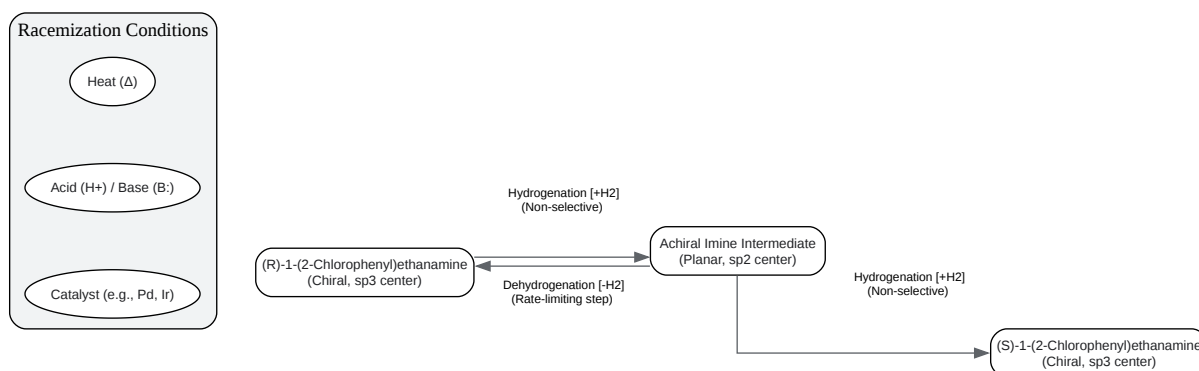 Racemization Conditions
Heat (Δ)
Acid (H+) / Base (B:)
Catalyst (e.g., Pd, Ir)
Hydrogenation [+H2]
(Non-selective)
(R)-1-(2-Chlorophenyl)ethanamine
(Chiral, sp3 center)
Dehydrogenation [-H2]
(Rate-limiting step)
Achiral Imine Intermediate
(Planar, sp2 center)
Hydrogenation [+H2]
(Non-selective)
(S)-1-(2-Chlorophenyl)ethanamine
(Chiral, sp3 center)